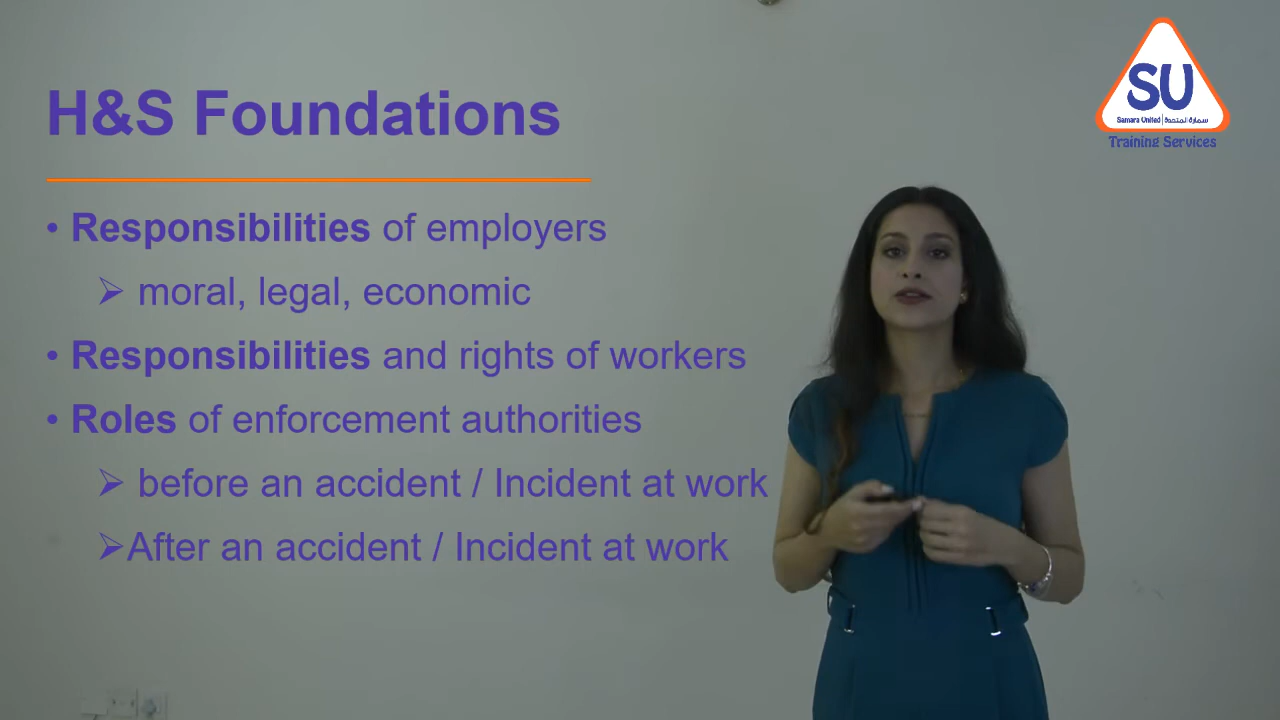 H&S Foundations
• Responsibilities of employers
➢ moral, legal, economic
• Responsibilities and rights of workers
• Roles of enforcement authorities
➢ before an accident / Incident at work
➢After an accident / Incident at work
SU
Samara United | سمارة المتحدة
Training Services